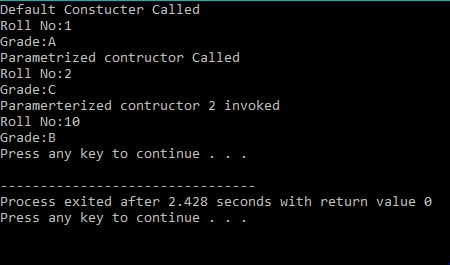 Default Constucter Called
Roll No:1
Grade:A
Parametrized contructor Called
Roll No:2
Grade:C
Paramerterized contructor 2 invoked
Roll No:10
Grade:B
Press any key to continue . . .
--------------------------------
Process exited after 2.428 seconds with return value 0
Press any key to continue . . .